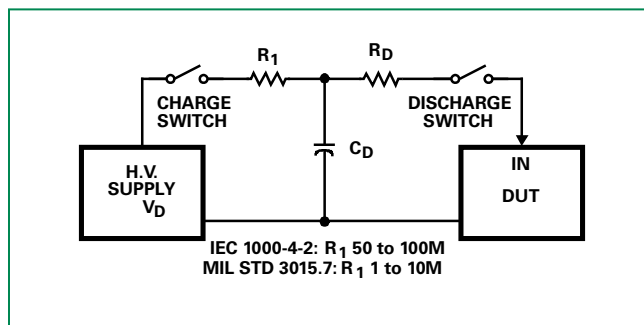 R1
RD
CHARGE
SWITCH
DISCHARGE
SWITCH
CD
H.V.
SUPPLY
VD
IN
DUT
IEC 1000-4-2: R1 50 to 100M
MIL STD 3015.7: R1 1 to 10M